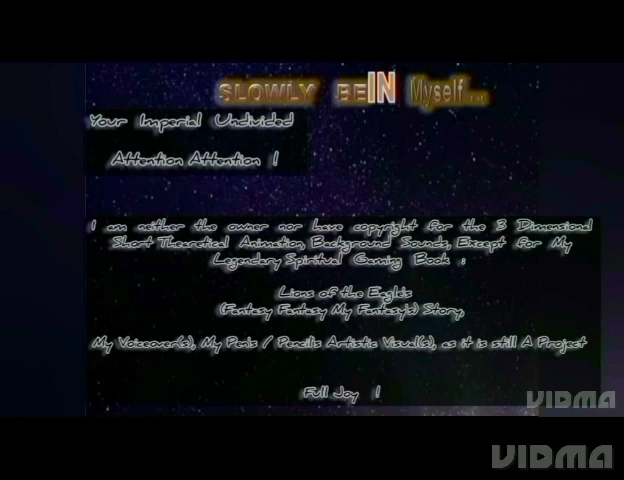 SLOWLY BEIN Myself...
Your Imperial Undivided
Attention Attention !
I am neither the owner nor have copyright for the 3 Dimensional
Short Thearetical Animation, Background Sounds, Except for My
Legendary Spiritual Gaming Book :
Lions of the Eagle's
(Fantasy Fantasy My Fantasy's) Story,
My Voiceover(s), My Pen's / Pencils Artistic Visual(s), as it is still A Project
Full Joy !
VIDMA
VIDMA